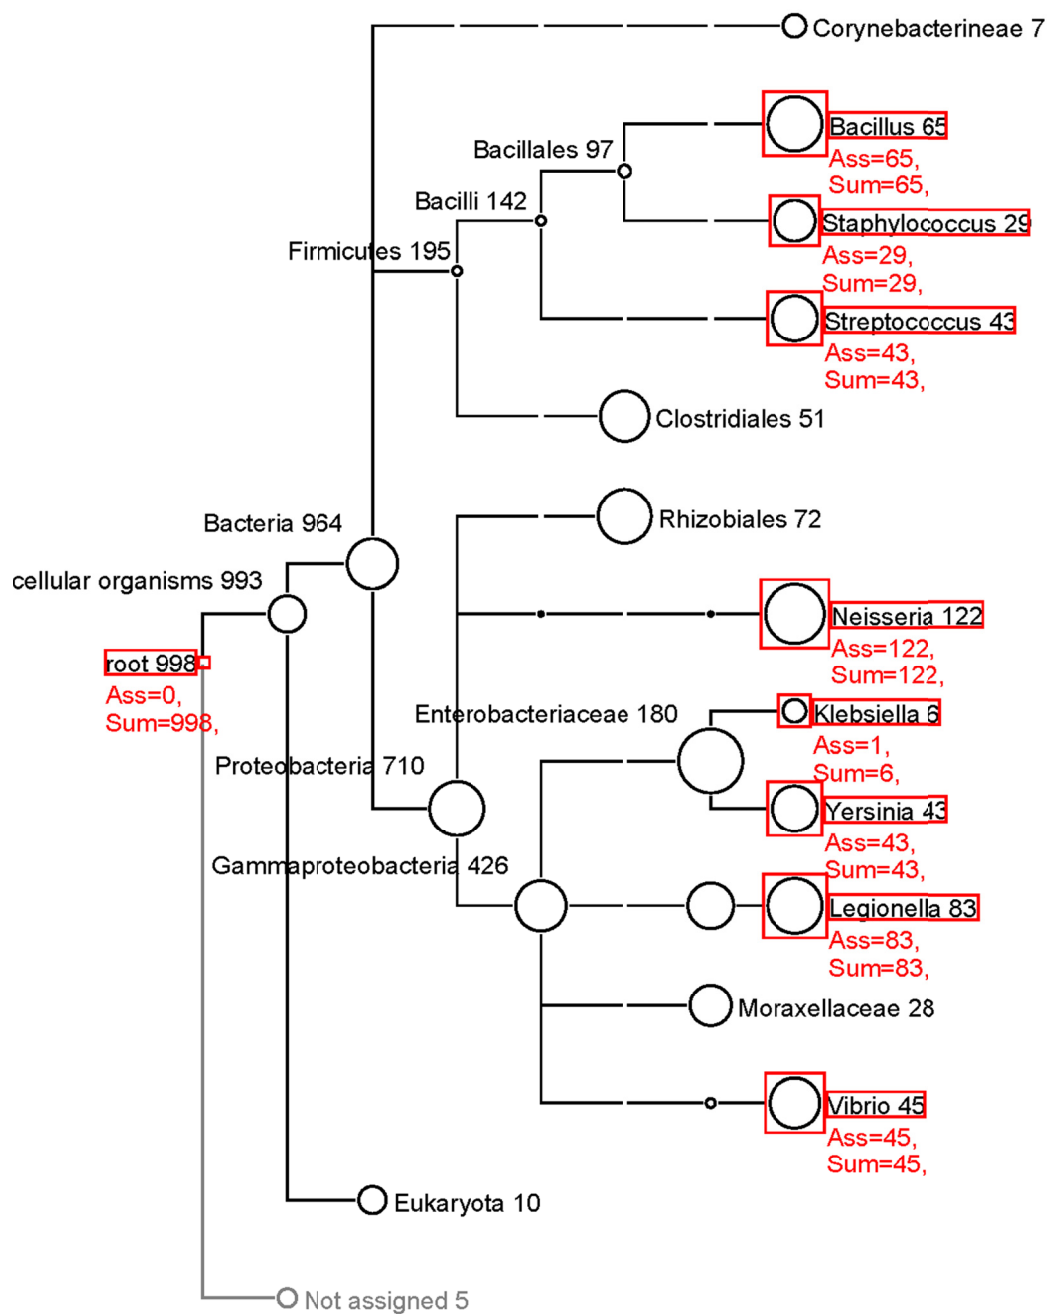 Corynebacterineae 7
Bacillus 65
Ass=65,
Sum=65,
Bacillales 97
Bacilli 142
Staphylococcus 29
Ass=29,
Sum=29,
Firmicutes 195
Streptococcus 43
Ass=43,
Sum=43,
Clostridiales 51
Bacteria 964
Rhizobiales 72
cellular organisms 993
Neisseria 122
Ass=122,
Sum=122,
root 998
Ass=0,
Sum=998,
Enterobacteriaceae 180
Klebsiella 6
Ass=1,
Sum=6,
Proteobacteria 710
Yersinia 43
Ass=43,
Sum=43,
Gammaproteobacteria 426
Legionella 83
Ass=83,
Sum=83,
Moraxellaceae 28
Vibrio 45
Ass=45,
Sum=45,
Eukaryota 10
Not assigned 5